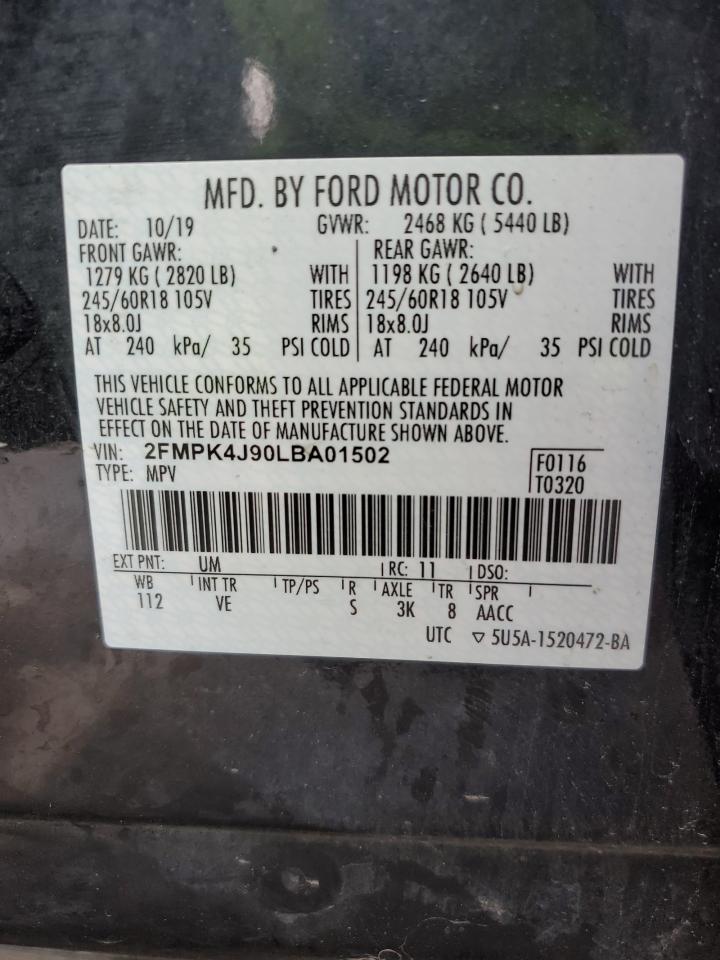 MFD. BY FORD MOTOR CO.
DATE: 10/19 GVWR: 2468 KG ( 5440 LB)
FRONT GAWR: REAR GAWR:
1279 KG ( 2820 LB) WITH 1198 KG ( 2640 LB) WITH
245/60R18 105V TIRES 245/60R18 105V TIRES
18x8.0J RIMS 18x8.0J RIMS
AT 240 kPa/ 35 PSI COLD AT 240 kPa/ 35 PSI COLD
THIS VEHICLE CONFORMS TO ALL APPLICABLE FEDERAL MOTOR
VEHICLE SAFETY AND THEFT PREVENTION STANDARDS IN
EFFECT ON THE DATE OF MANUFACTURE SHOWN ABOVE.
VIN: 2FMPK4J90LBA01502 F0116
TYPE: MPV T0320
EXT PNT: UM RC: 11 DSO:
WB INT TR TP/PS R AXLE TR SPR
112 VE S 3K 8 AACC
UTC ▽ 5U5A-1520472-BA